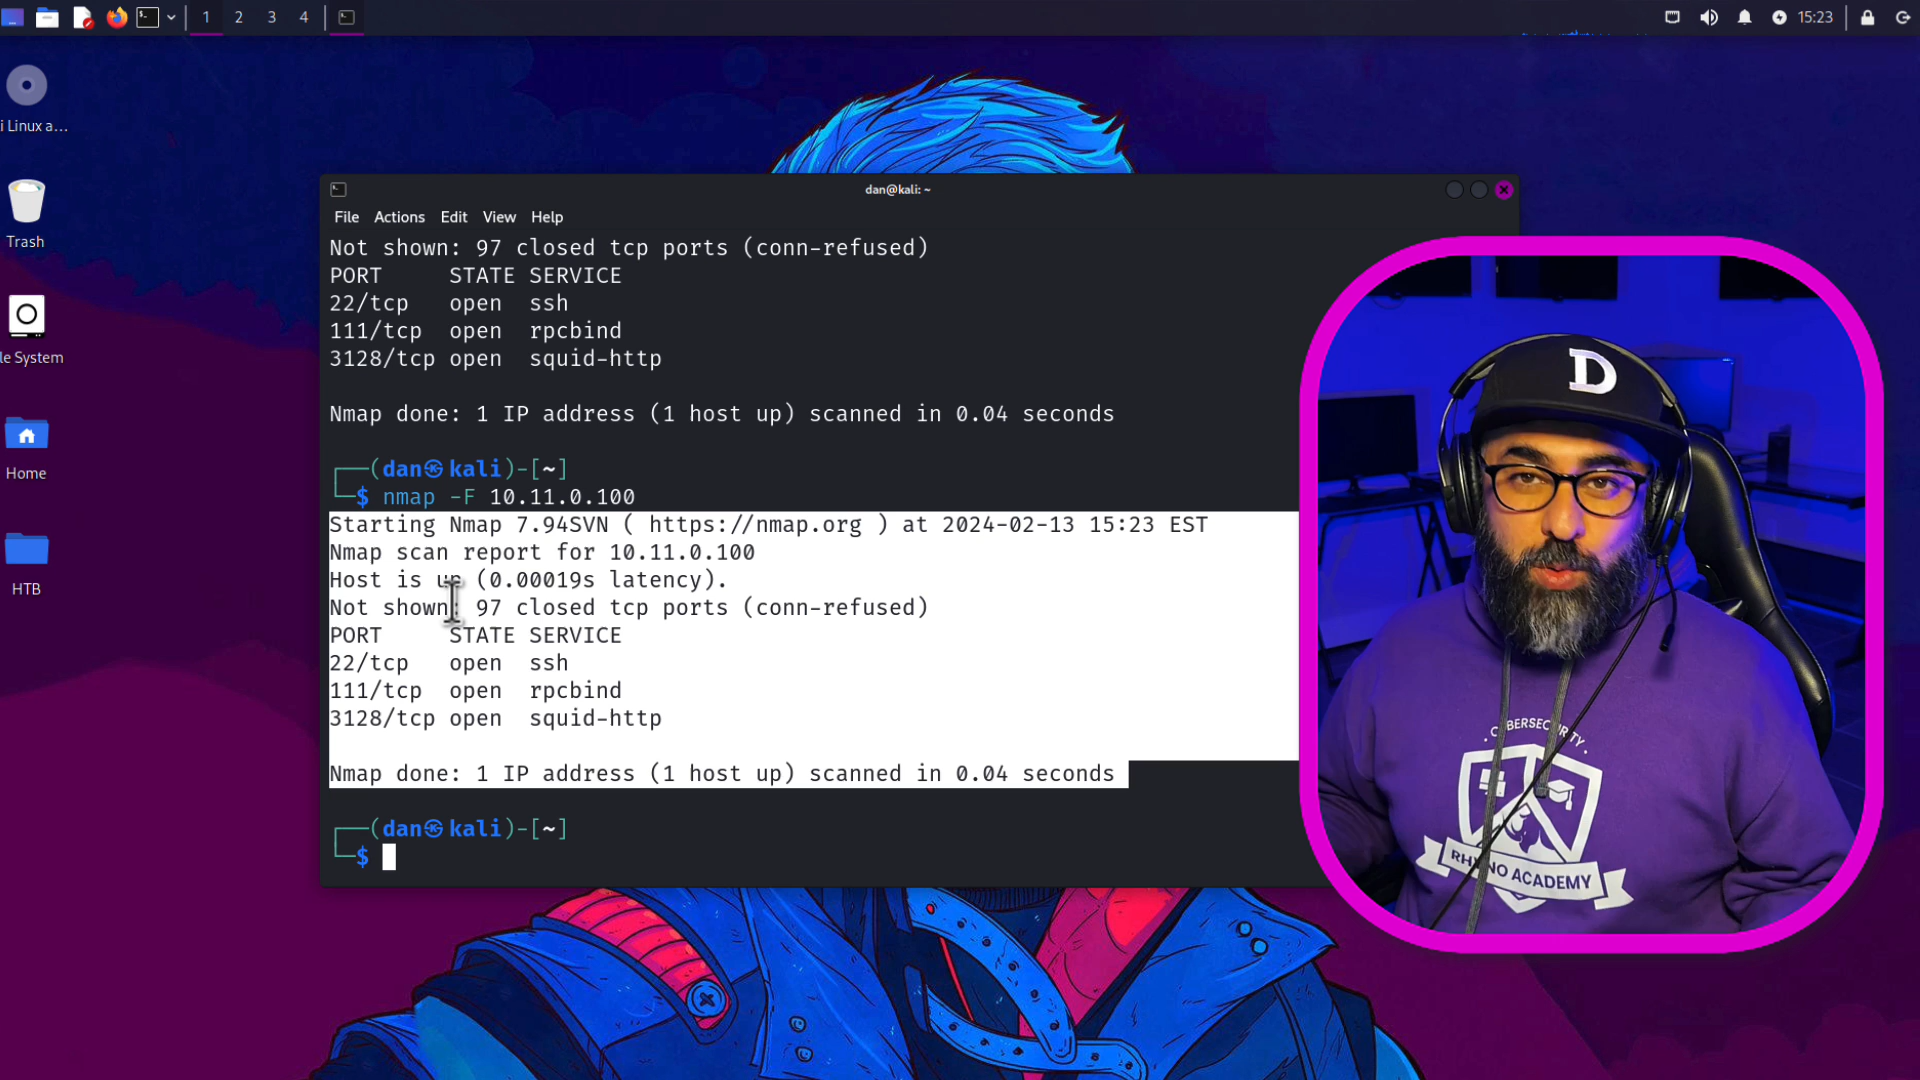 1 2 3 4
15:23
i Linux a...
Trash
le System
Home
HTB
dan@kali: ~
File Actions Edit View Help
Not shown: 97 closed tcp ports (conn-refused)
PORT STATE SERVICE
22/tcp open ssh
111/tcp open rpcbind
3128/tcp open squid-http
Nmap done: 1 IP address (1 host up) scanned in 0.04 seconds
┌──(dan㉿kali)-[~]
└─$ nmap -F 10.11.0.100
Starting Nmap 7.94SVN ( https://nmap.org ) at 2024-02-13 15:23 EST
Nmap scan report for 10.11.0.100
Host is up (0.00019s latency).
Not shown: 97 closed tcp ports (conn-refused)
PORT STATE SERVICE
22/tcp open ssh
111/tcp open rpcbind
3128/tcp open squid-http
Nmap done: 1 IP address (1 host up) scanned in 0.04 seconds
┌──(dan㉿kali)-[~]
└─$
D
CYBERSECURITY
RHINO ACADEMY